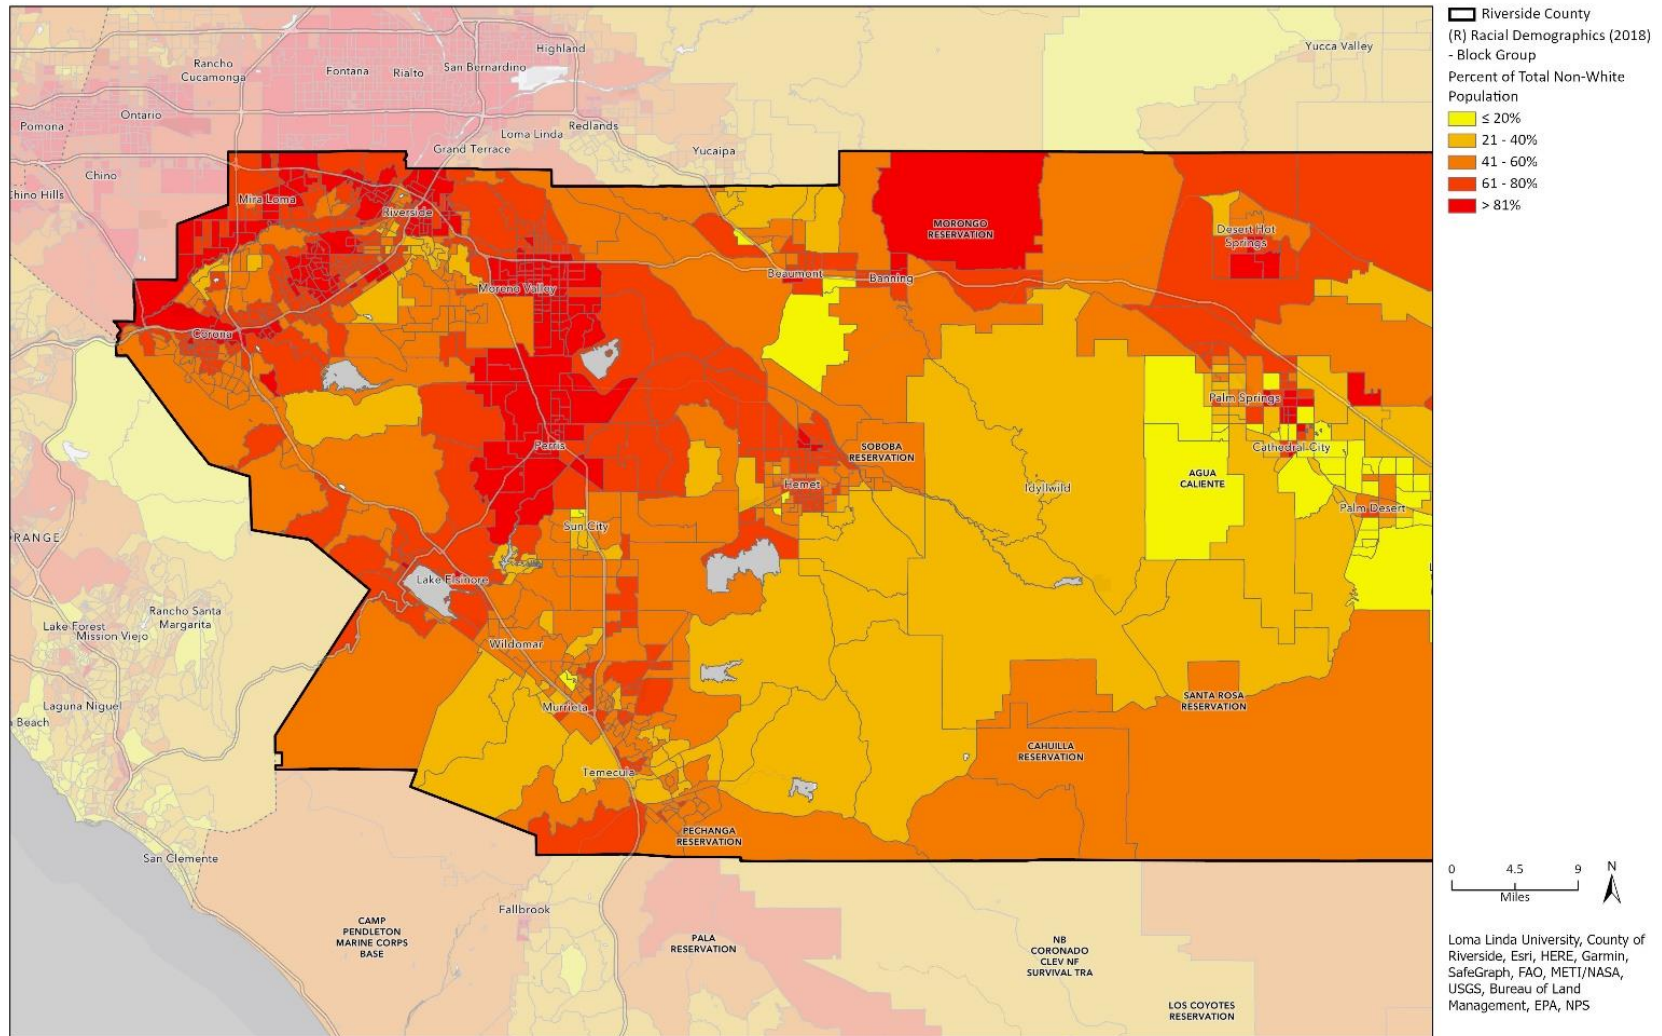 Riverside County
(R) Racial Demographics (2018)
- Block Group
Percent of Total Non-White
Population
≤ 20%
21 - 40%
41 - 60%
61 - 80%
> 81%
Highland
Yucca Valley
Rancho
Cucamonga
Fontana
Rialto
San Bernardino
Ontario
Pomona
Loma Linda
Redlands
Grand Terrace
Yucaipa
Chino
hino Hills
Mira Loma
Riverside
MORONGO
RESERVATION
Desert Hot
Springs
Beaumont
Banning
Moreno Valley
Corona
Palm Springs
Perris
SOBOBA
RESERVATION
Cathedral City
AGUA
CALIENTE
Hemet
Idyllwild
Palm Desert
Sun City
RANGE
Lake Elsinore
Rancho Santa
Margarita
Lake Forest
Mission Viejo
Wildomar
Laguna Niguel
a Beach
Murrieta
SANTA ROSA
RESERVATION
CAHUILLA
RESERVATION
Temecula
PECHANGA
RESERVATION
San Clemente
Fallbrook
CAMP
PENDLETON
MARINE CORPS
BASE
PALA
RESERVATION
NB
CORONADO
CLEV NF
SURVIVAL TRA
LOS COYOTES
RESERVATION
0 4.5 9
Miles
N
Loma Linda University, County of
Riverside, Esri, HERE, Garmin,
SafeGraph, FAO, METI/NASA,
USGS, Bureau of Land
Management, EPA, NPS